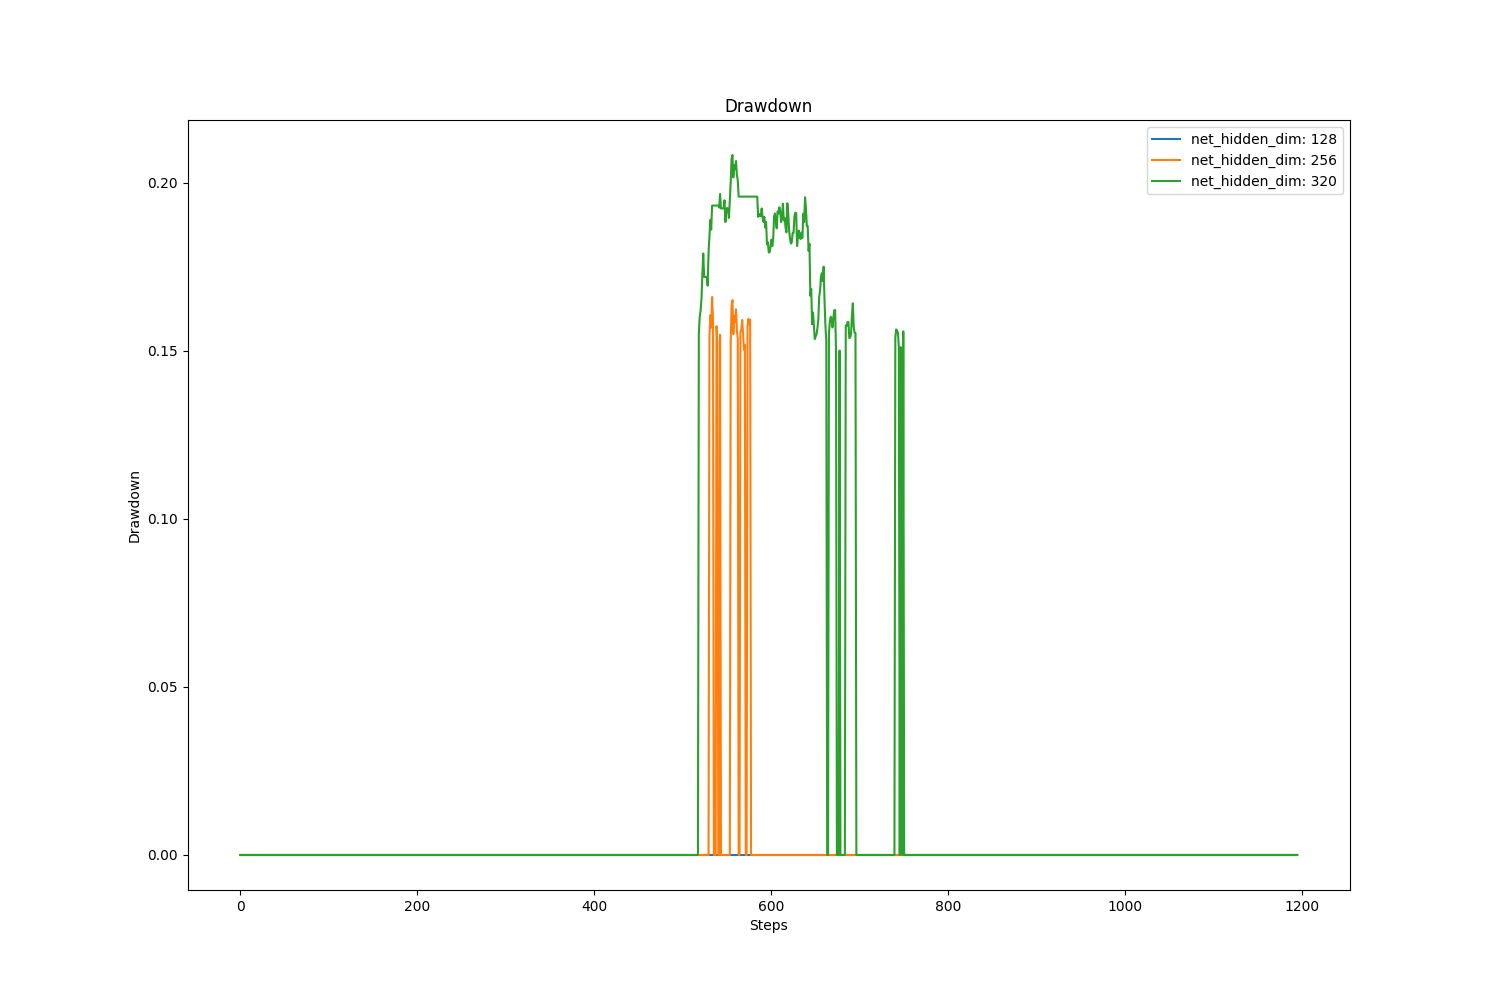 Drawdown
net_hidden_dim: 128
net_hidden_dim: 256
net_hidden_dim: 320
0.20
0.15
0.10
0.05
0.00
Drawdown
0 200 400 600 800 1000 1200
Steps